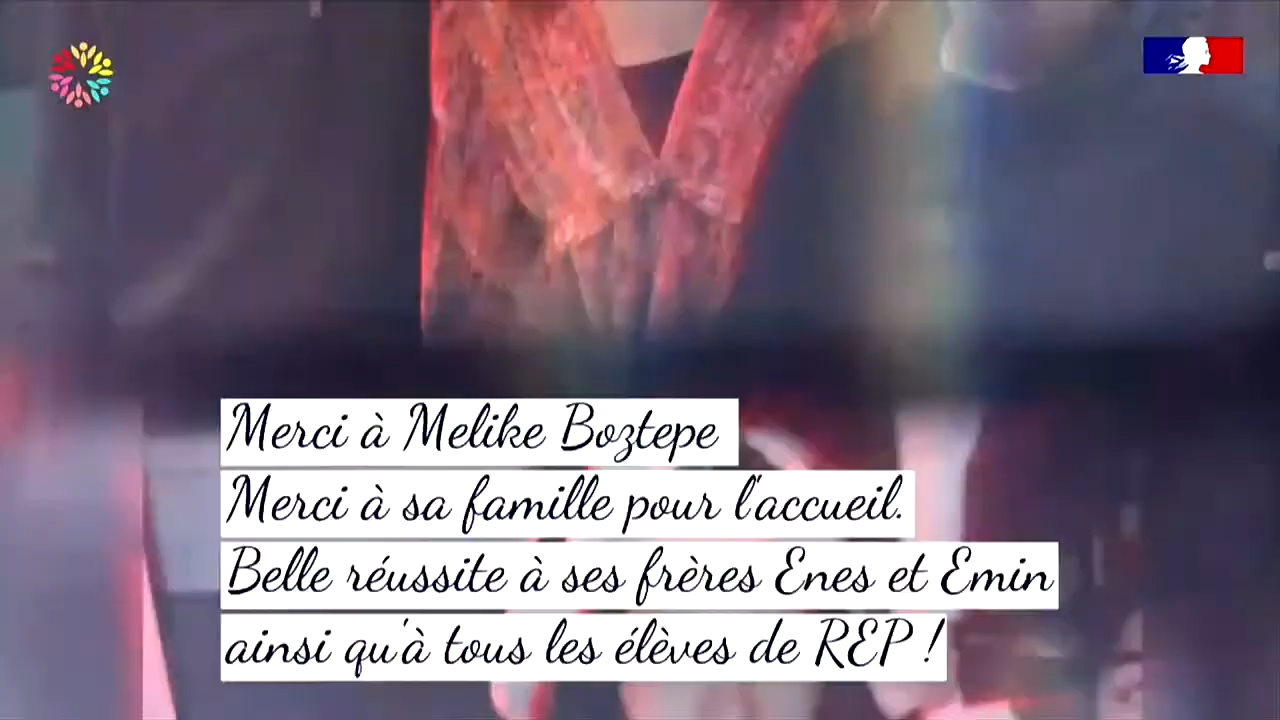 Merci à Melike Boztepe
Merci à sa famille pour l'accueil.
Belle réussite à ses frères Enes et Emin
ainsi qu'à tous les élèves de REP !